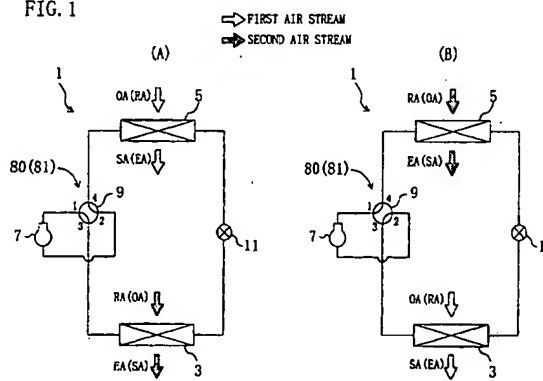 FIG. 1
FIRST AIR STREAM
SECOND AIR STREAM
(A)
1
OA(RA)
5
SA(EA)
80(81)
9
4
1
2
3
7
11
RA(OA)
EA(SA)
3
(B)
1
RA(OA)
5
EA(SA)
80(81)
9
4
1
2
3
7
1
OA(RA)
SA(EA)
3